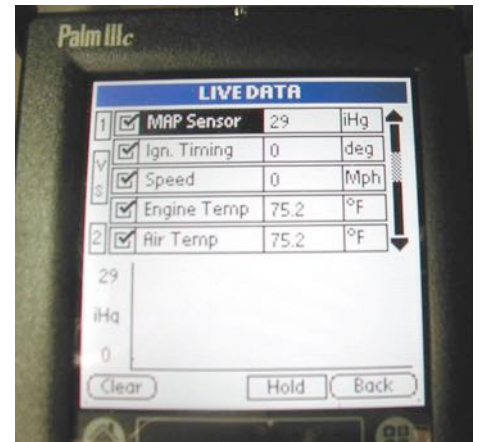 Palm IIIc
LIVE DATA
1 MAP Sensor 29 iHg
Ign. Timing 0 deg
VS
Speed 0 Mph
Engine Temp 75.2 °F
2 Air Temp 75.2 °F
29
iHg
0
Clear Hold Back